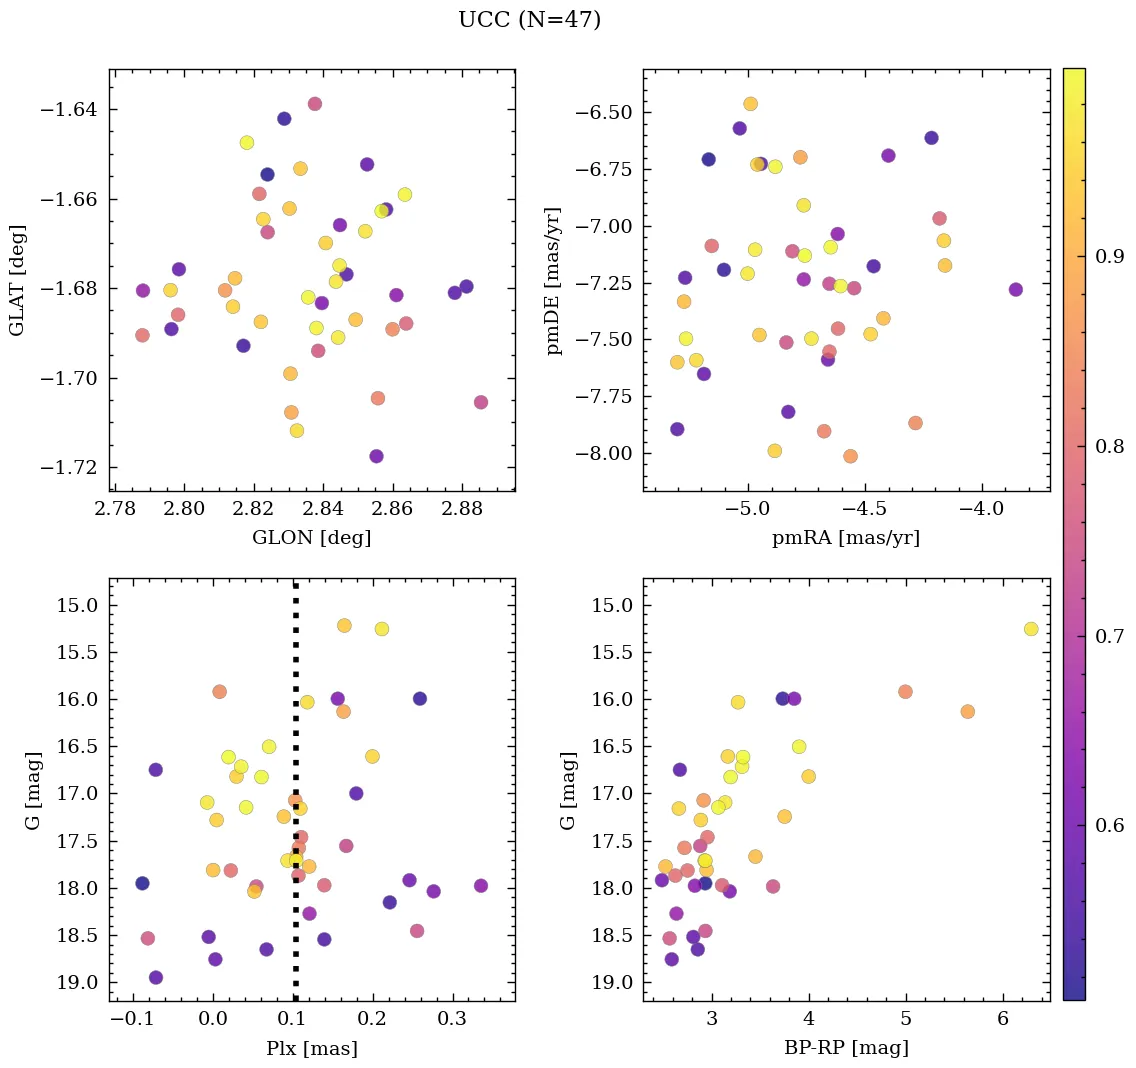 UCC (N=47)
−1.64
−1.66
−1.68
−1.70
−1.72
GLAT [deg]
2.78 2.80 2.82 2.84 2.86 2.88
GLON [deg]
−6.50
−6.75
−7.00
−7.25
−7.50
−7.75
−8.00
pmDE [mas/yr]
−5.0 −4.5 −4.0
pmRA [mas/yr]
0.9
0.8
0.7
0.6
15.0
15.5
16.0
16.5
17.0
17.5
18.0
18.5
19.0
G [mag]
−0.1 0.0 0.1 0.2 0.3
Plx [mas]
15.0
15.5
16.0
16.5
17.0
17.5
18.0
18.5
19.0
G [mag]
3 4 5 6
BP-RP [mag]